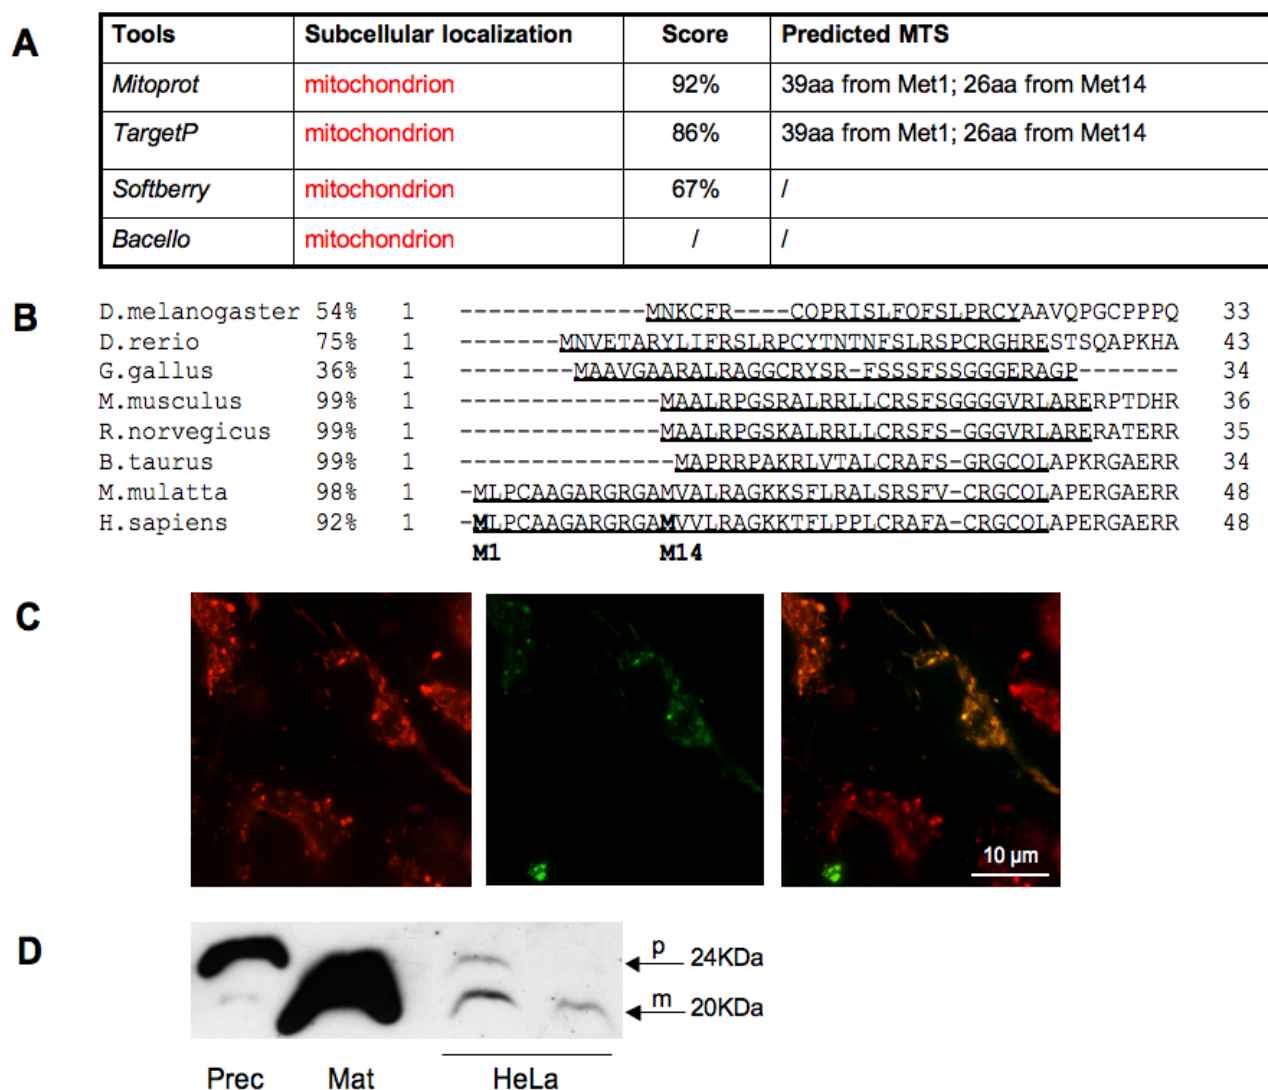 A
Tools Subcellular localization Score Predicted MTS
Mitoprot mitochondrion 92% 39aa from Met1; 26aa from Met14
TargetP mitochondrion 86% 39aa from Met1; 26aa from Met14
Softberry mitochondrion 67% /
Bacello mitochondrion / /
B
D.melanogaster 54% 1 -------------MNKCFR----COPRISLFOFSLPRCYAAVQPGCPPPQ 33
D.rerio 75% 1 -------MNVETARYLIFRSLRPCYTNTNFSLRSPCRGHRESTSQAPKHA 43
G.gallus 36% 1 --------MAAVGAARALRAGGCRYSR-FSSSFSSGGGERAGP------- 34
M.musculus 99% 1 --------------MAALRPGSRALRRLLCRSFSGGGGVRLARERPTDHR 36
R.norvegicus 99% 1 --------------MAALRPGSKALRRLLCRSFS-GGGVRLARERATERR 35
B.taurus 99% 1 ---------------MAPRRPAKRLVTALCRAFS-GRGCOLAPKRGAERR 34
M.mulatta 98% 1 -MLPCAAGARGRGAMVALRAGKKSFLRALSRSFV-CRGCOLAPERGAERR 48
H.sapiens 92% 1 -MLPCAAGARGRGAMVVLRAGKKTFLPPLCRAFA-CRGCOLAPERGAERR 48
M1 M14
C
10 µm
D
p 24KDa
m 20KDa
Prec Mat HeLa